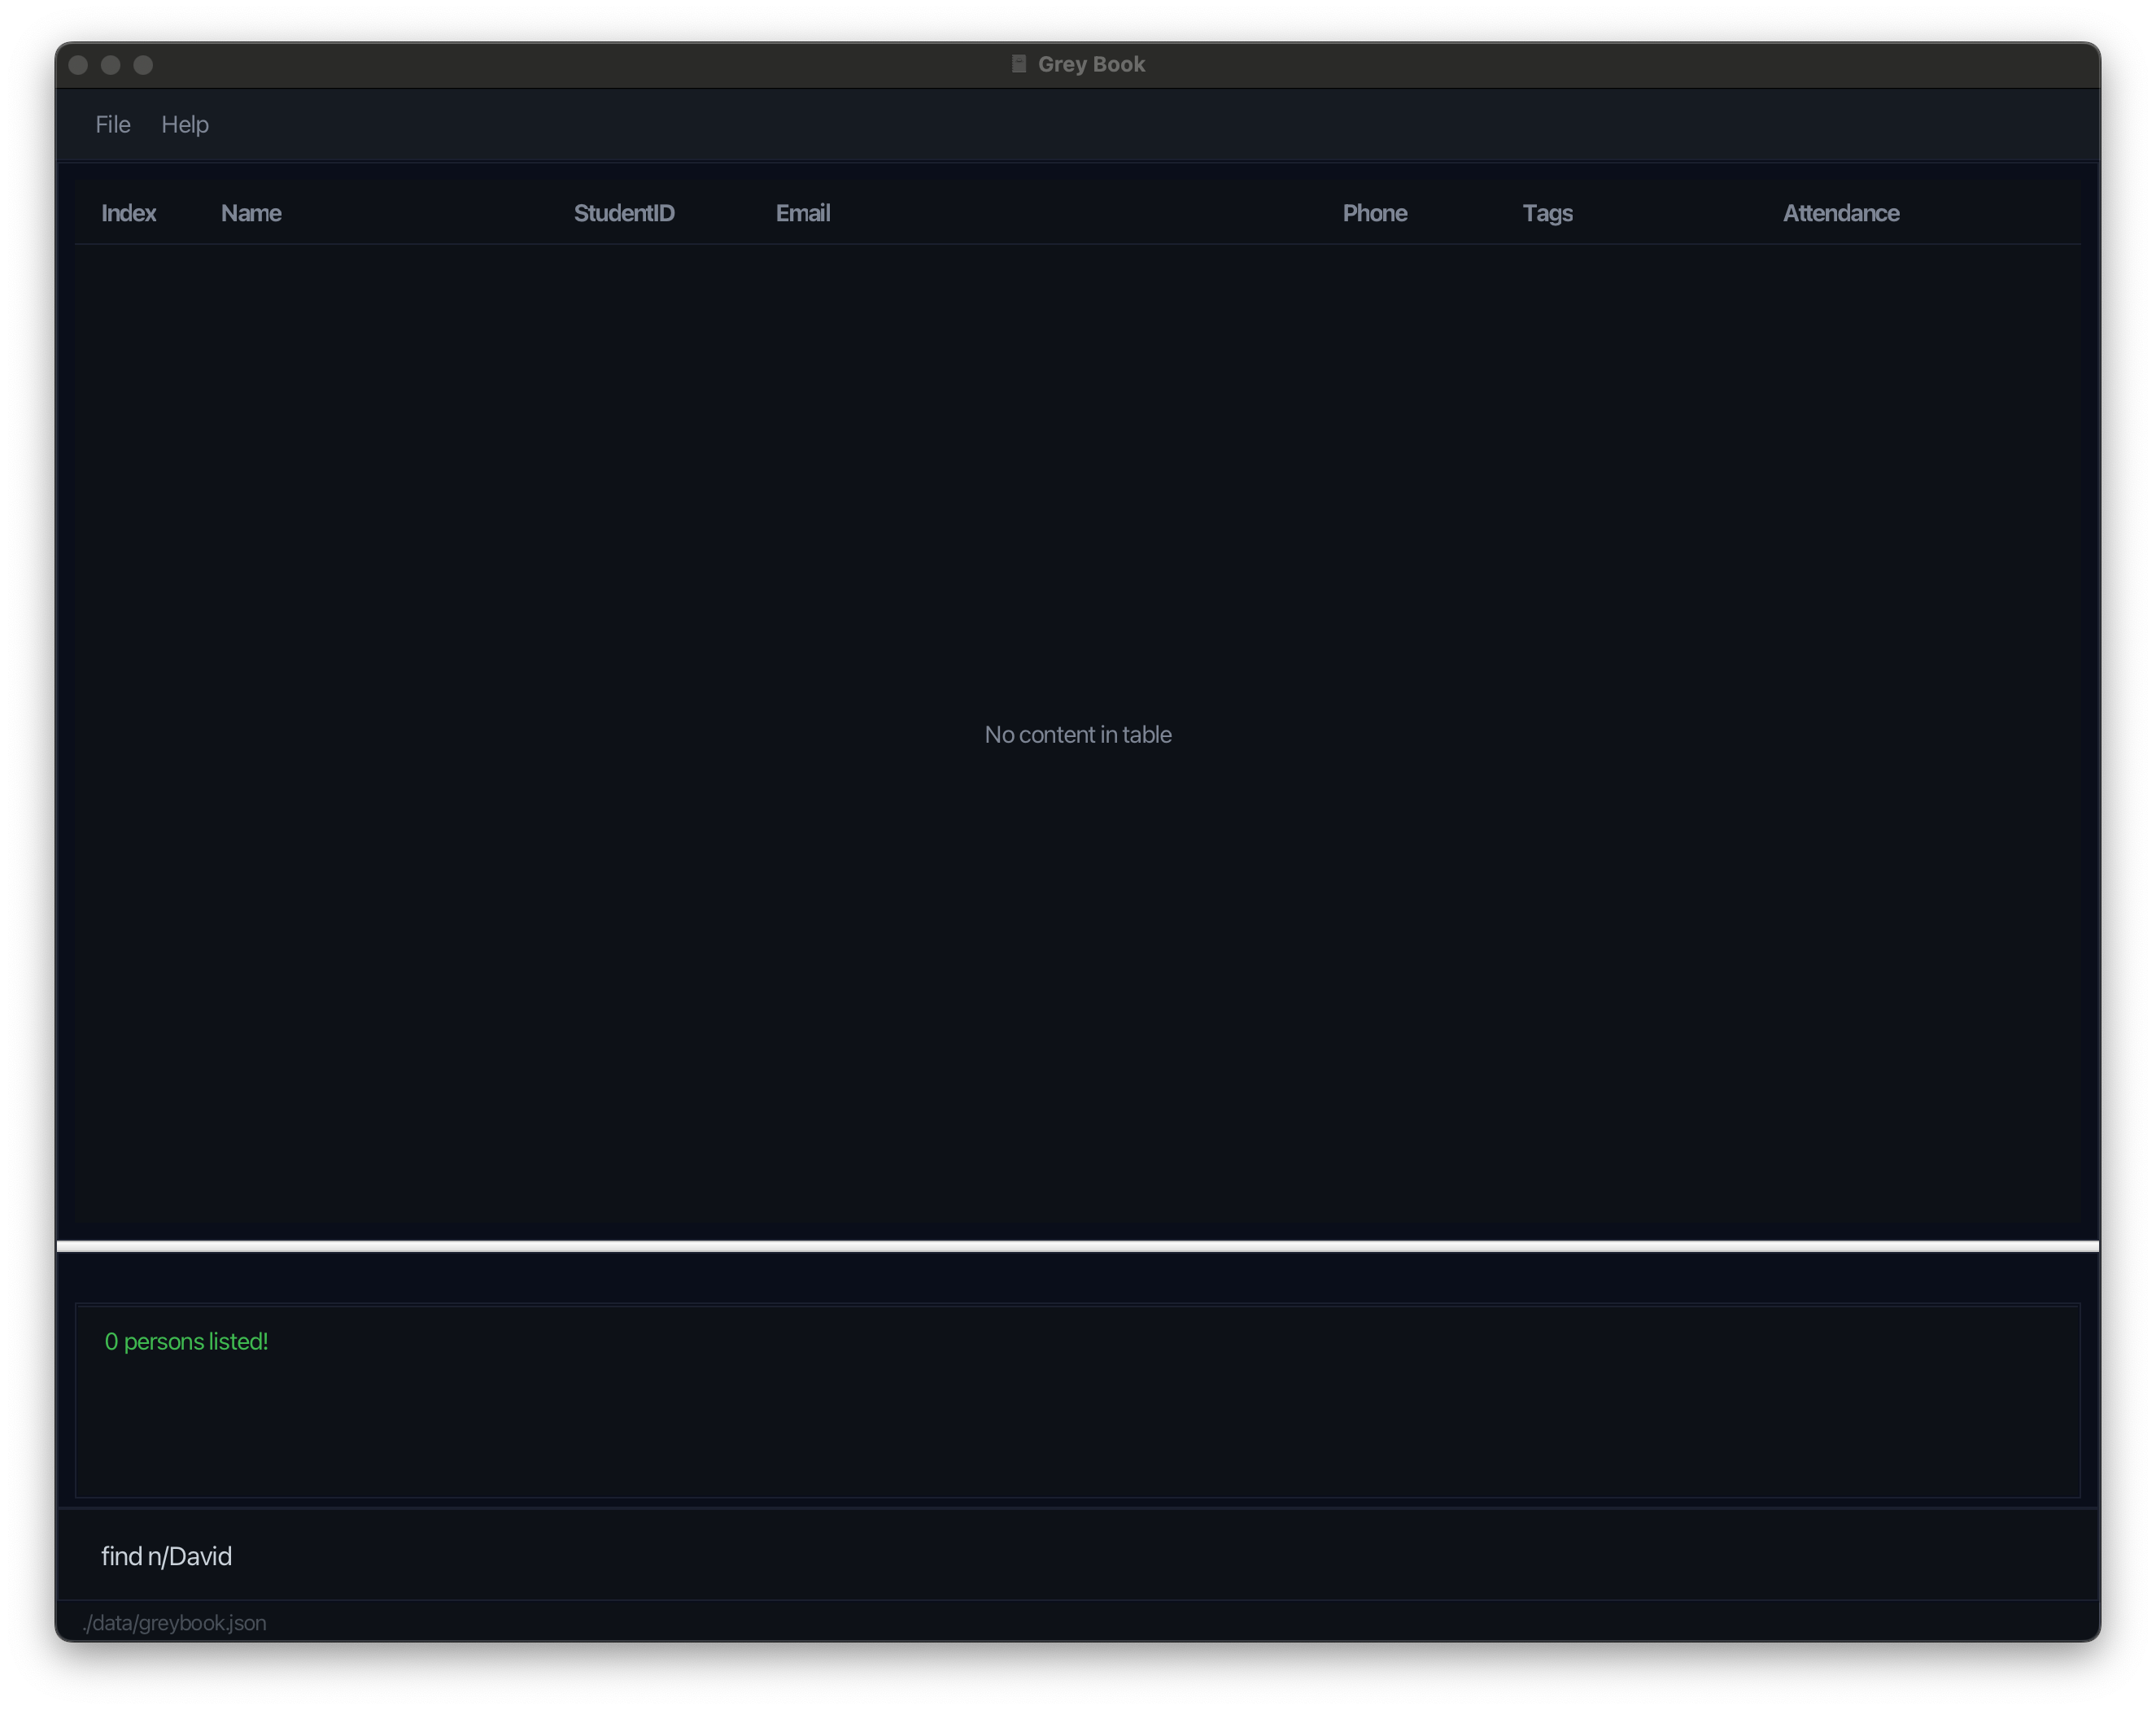 Grey Book
File Help
Index Name StudentID Email Phone Tags Attendance
No content in table
0 persons listed!
find n/David
./data/greybook.json